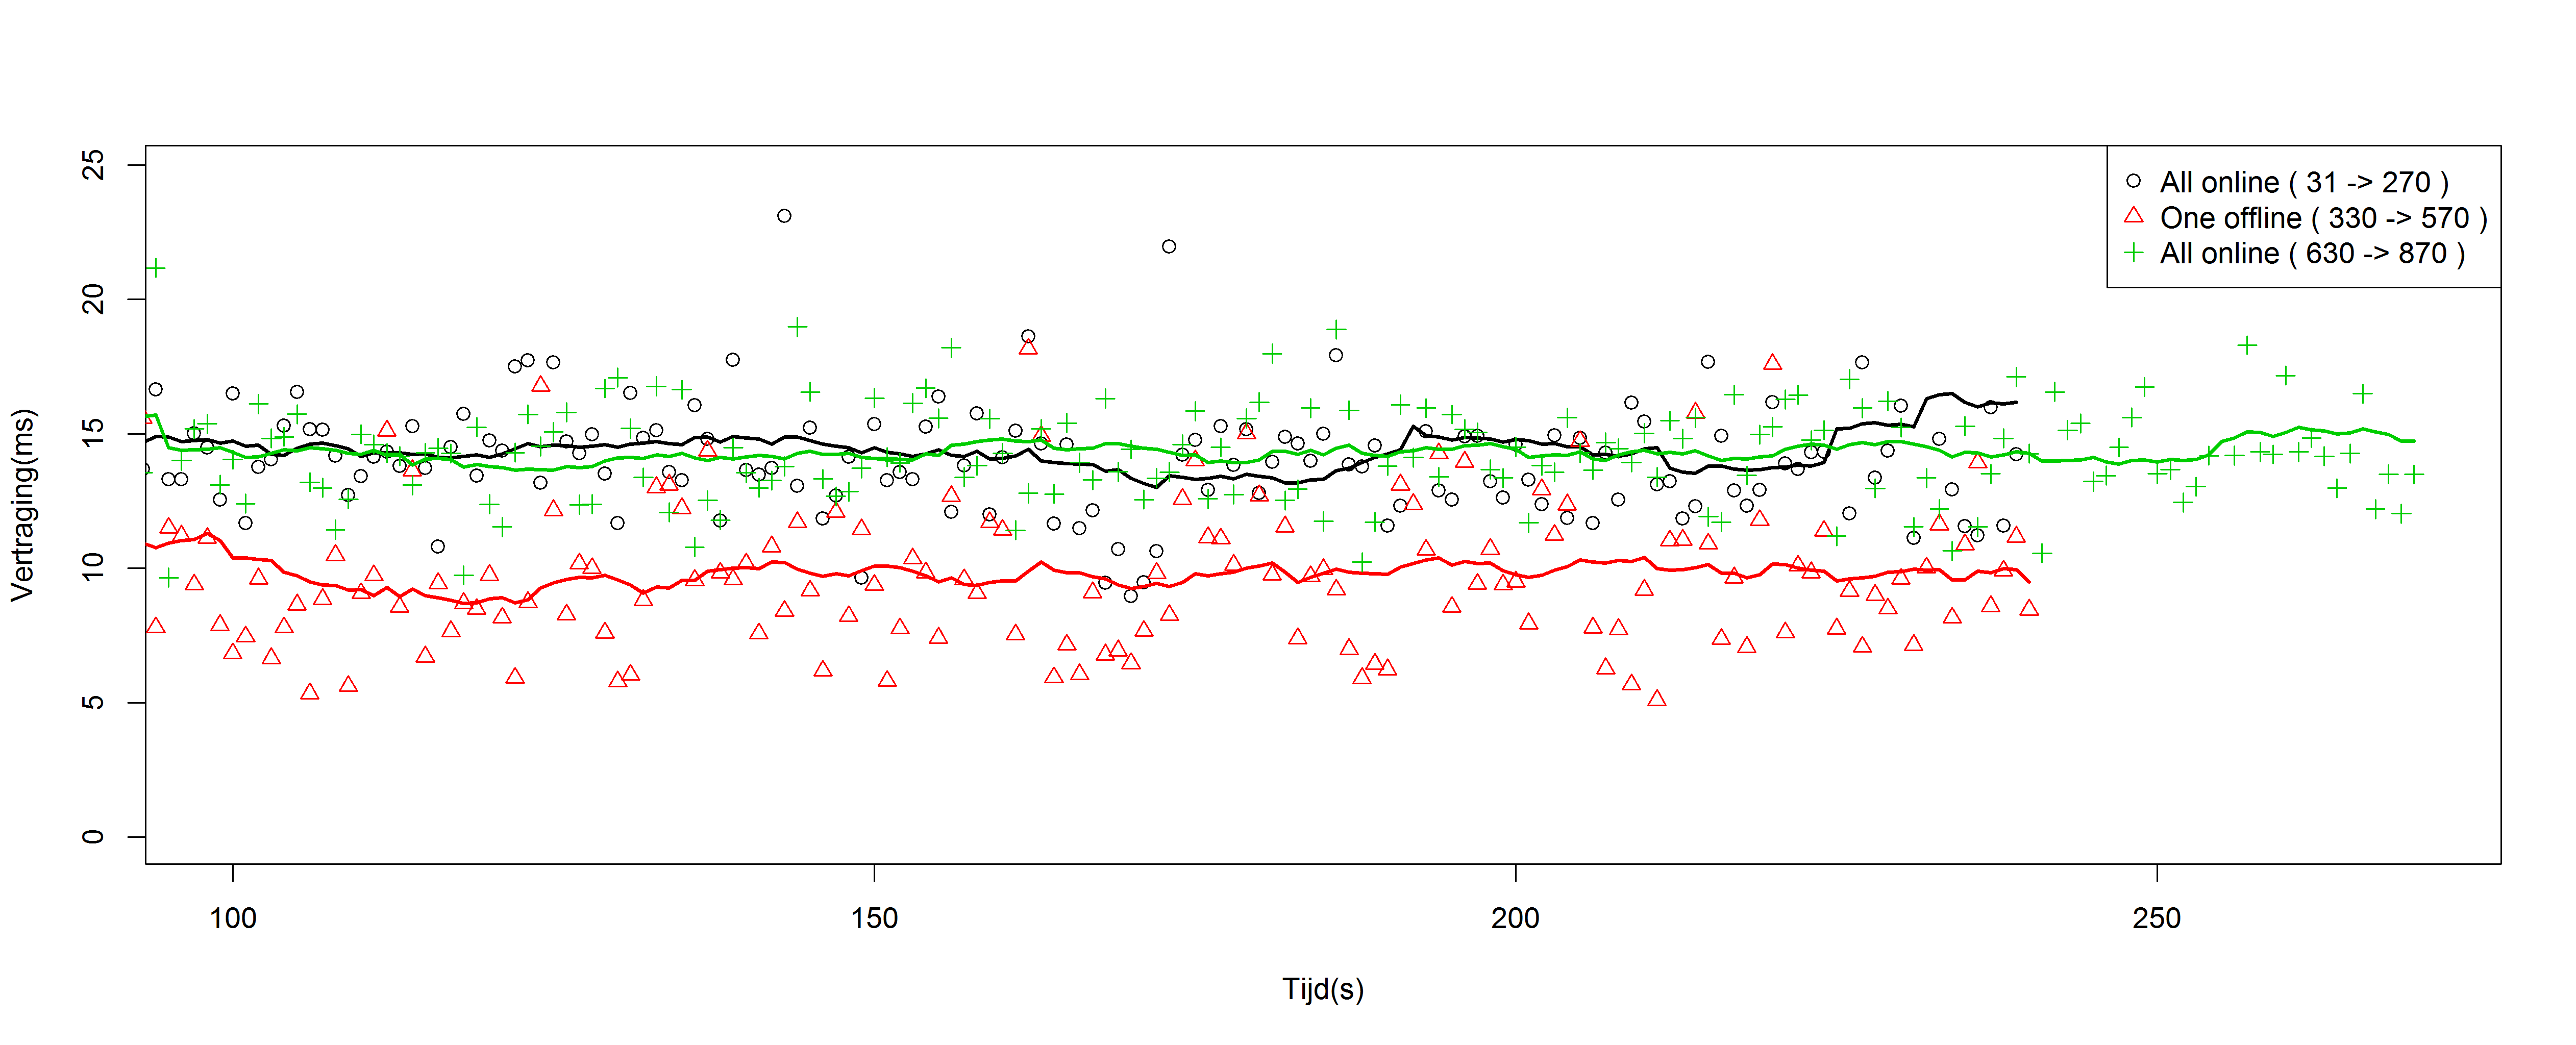 25
20
15
10
5
0
Vertraging(ms)
All online ( 31 -> 270 )
One offline ( 330 -> 570 )
All online ( 630 -> 870 )
100 150 200 250
Tijd(s)